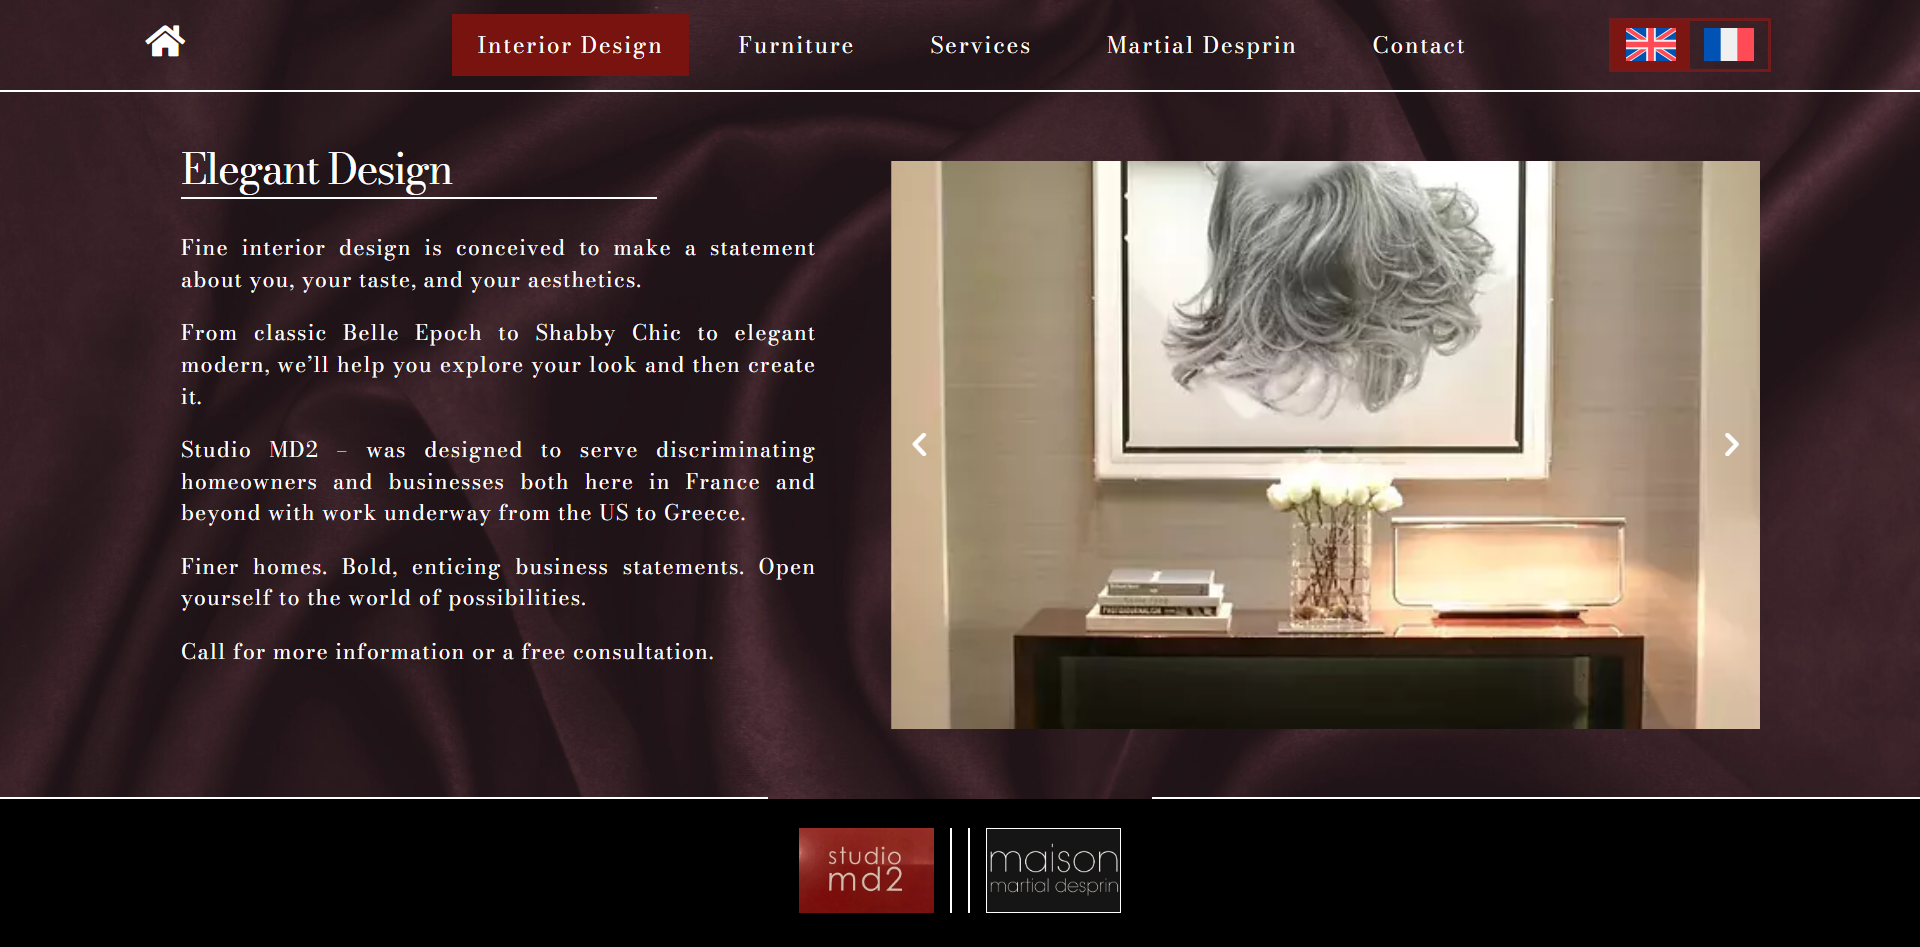 Interior Design
Furniture
Services
Martial Desprin
Contact
Elegant Design
Fine interior design is conceived to make a statement
about you, your taste, and your aesthetics.
From classic Belle Epoch to Shabby Chic to elegant
modern, we’ll help you explore your look and then create
it.
Studio MD2 – was designed to serve discriminating
homeowners and businesses both here in France and
beyond with work underway from the US to Greece.
Finer homes. Bold, enticing business statements. Open
yourself to the world of possibilities.
Call for more information or a free consultation.
PHOTOJOURNALISM
studio
md2
maison
martial desprin